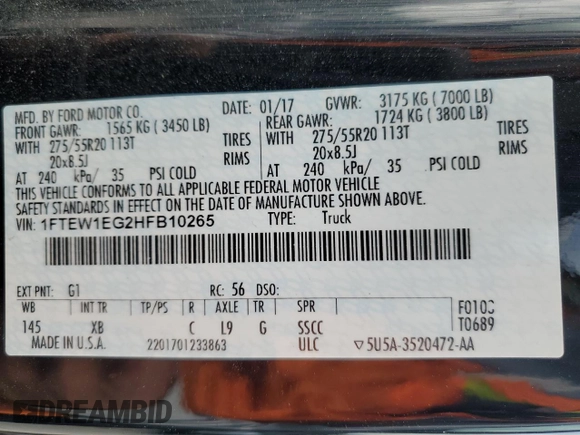 MFD. BY FORD MOTOR CO.
DATE: 01/17 GVWR: 3175 KG ( 7000 LB)
FRONT GAWR: 1565 KG ( 3450 LB) REAR GAWR: 1724 KG ( 3800 LB)
WITH 275/55R20 113T TIRES WITH 275/55R20 113T TIRES
20x8.5J RIMS 20x8.5J RIMS
AT 240 kPa/ 35 PSI COLD AT 240 kPa/ 35 PSI COLD
THIS VEHICLE CONFORMS TO ALL APPLICABLE FEDERAL MOTOR VEHICLE
SAFETY STANDARDS IN EFFECT ON THE DATE OF MANUFACTURE SHOWN ABOVE.
VIN: 1FTEW1EG2HFB10265 TYPE: Truck
EXT PNT: G1 RC: 56 DSO:
WB INT TR TP/PS R AXLE TR SPR F0103
145 XB C L9 G SSCC T0689
MADE IN U.S.A. 2201701233863 ULC ▽5U5A-3520472-AA
DREAMBID